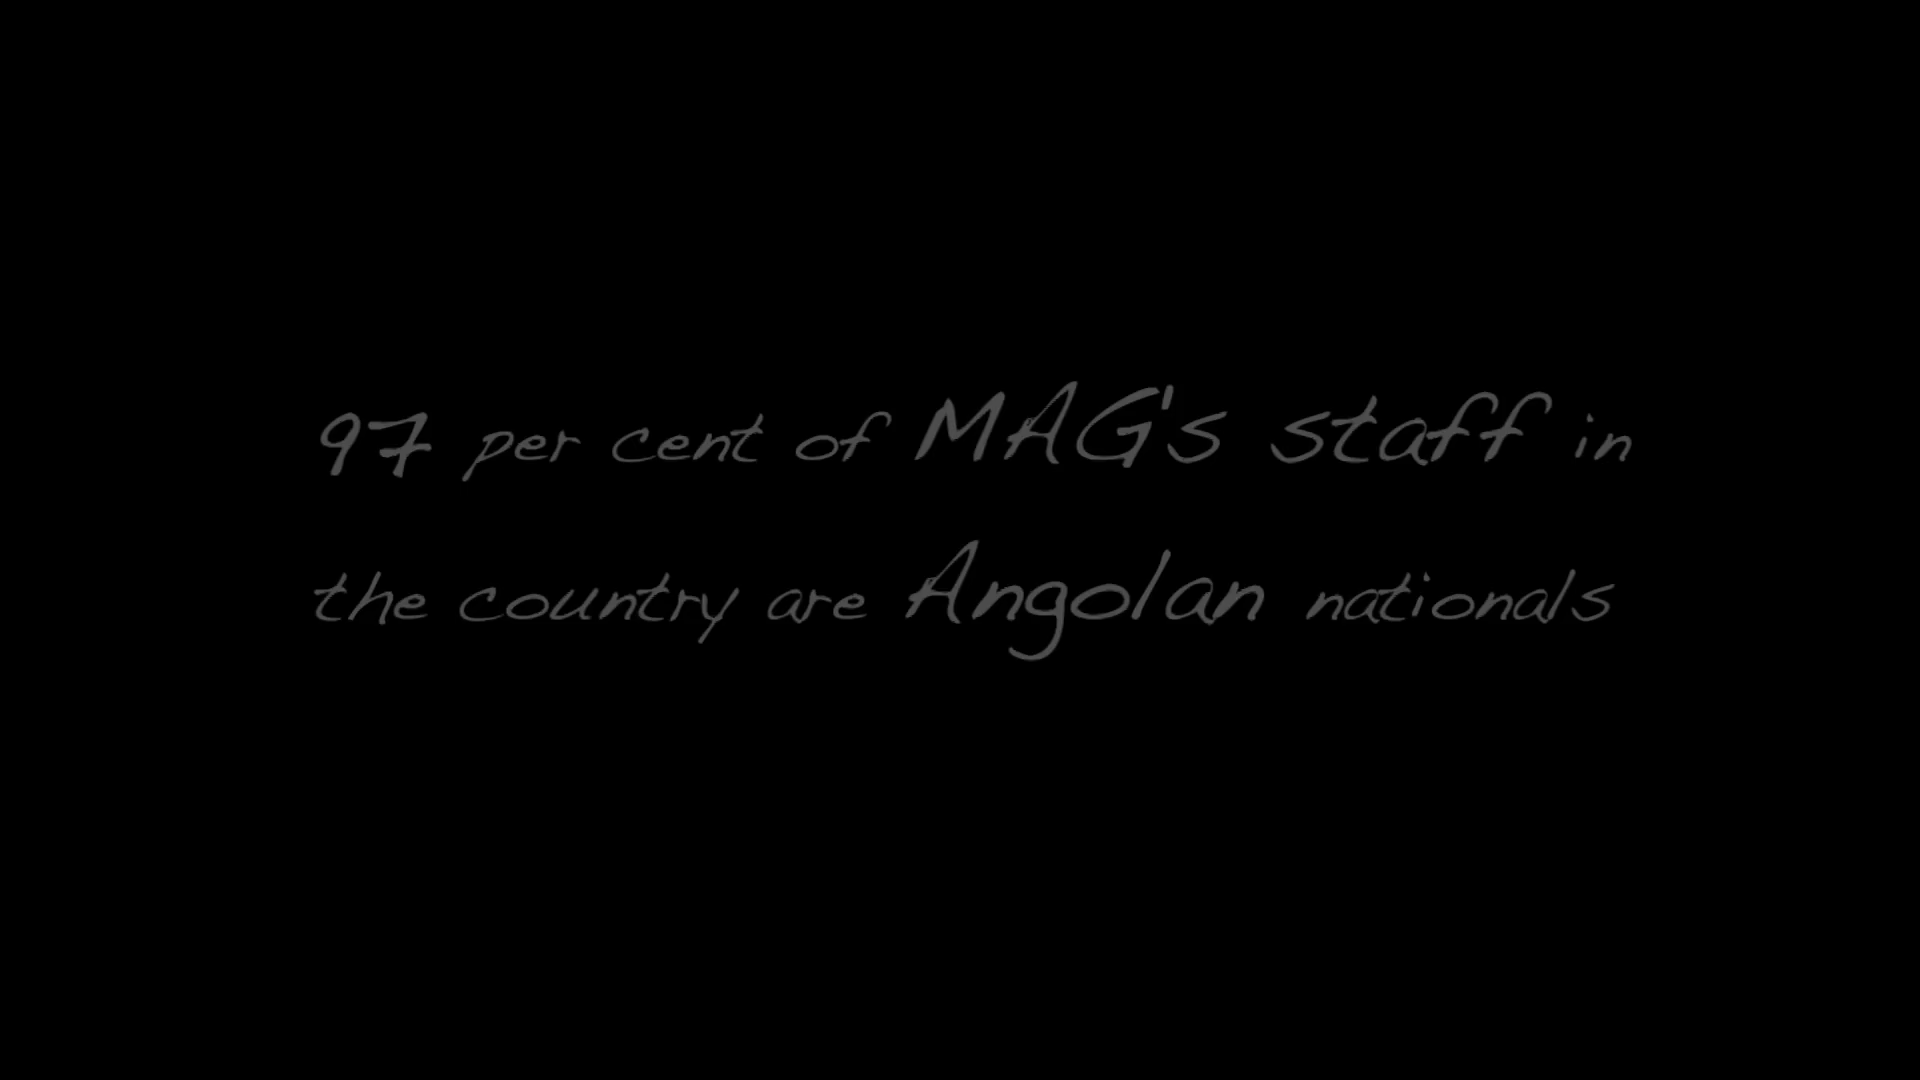 97 per cent of MAG's staff in
the country are Angolan nationals